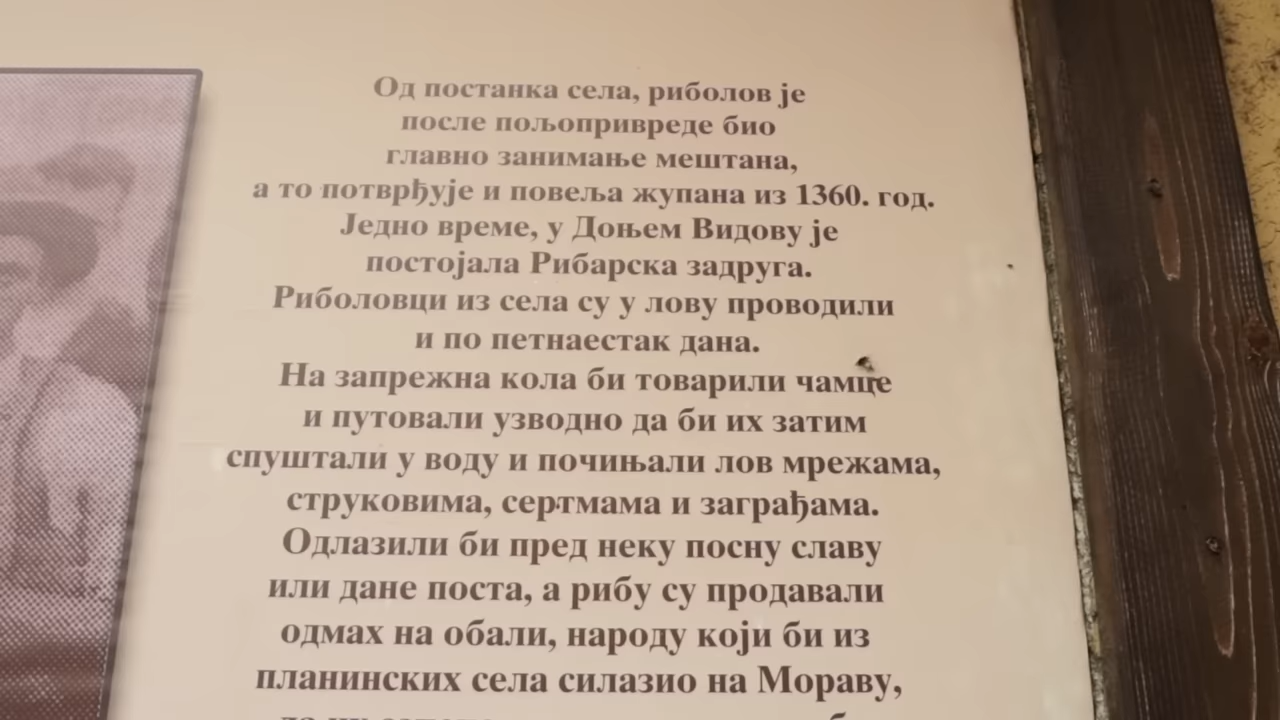 Од постанка села, риболов је
после пољопривреде био
главно занимање мештана,
а то потврђује и повеља жупана из 1360. год.
Једно време, у Доњем Видову је
постојала Рибарска задруга.
Риболовци из села су у лову проводили
и по петнаестак дана.
На запрежна кола би товарили чамце
и путовали узводно да би их затим
спуштали у воду и почињали лов мрежама,
струковима, сертмама и заграђама.
Одлазили би пред неку посну славу
или дане поста, а рибу су продавали
одмах на обали, народу који би из
планинских села силазио на Мораву,